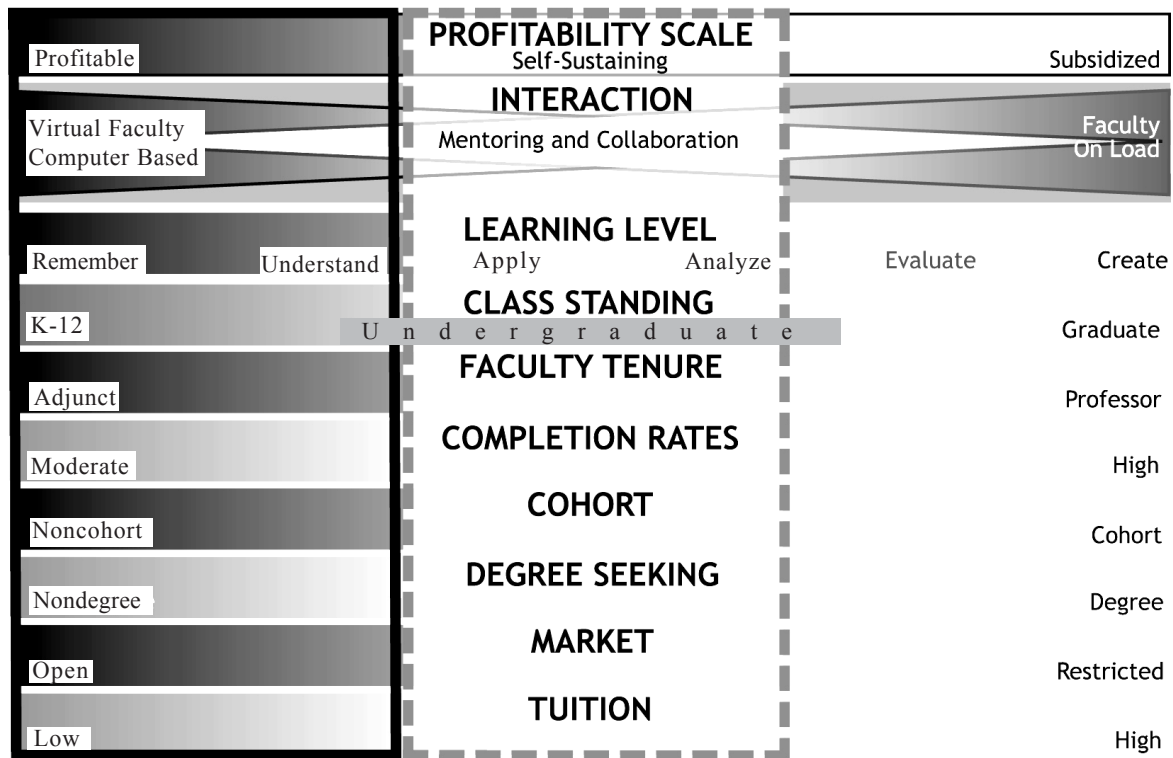 PROFITABILITY SCALE
Profitable
Self-Sustaining
Subsidized
INTERACTION
Virtual Faculty
Computer Based
Mentoring and Collaboration
Faculty
On Load
LEARNING LEVEL
Remember
Understand
Apply
Analyze
Evaluate
Create
CLASS STANDING
K-12
Undergraduate
Graduate
FACULTY TENURE
Adjunct
Professor
COMPLETION RATES
Moderate
High
COHORT
Noncohort
Cohort
DEGREE SEEKING
Nondegree
Degree
MARKET
Open
Restricted
TUITION
Low
High